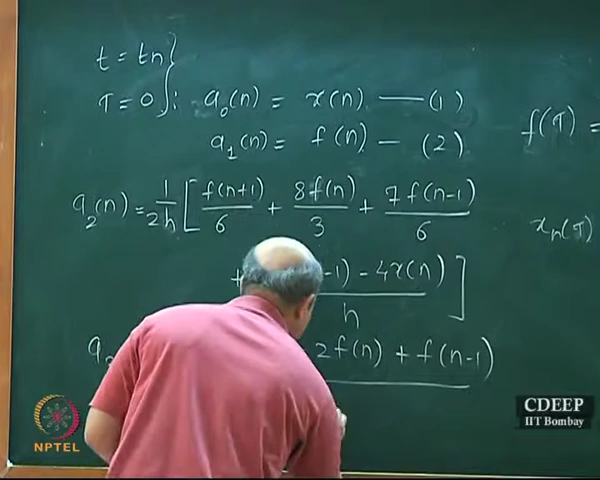 t = tn }
τ = 0 } : a₀(n) = x(n) — (1)
a₁(n) = f(n) — (2)
f(τ) =
a₂(n) = 1/2h [ f(n+1)/6 + 8f(n)/3 + 7f(n-1)/6
xₙ(τ)
+ -1) - 4x(n) / h ]
2f(n) + f(n-1)
NPTEL
CDEEP
IIT Bombay